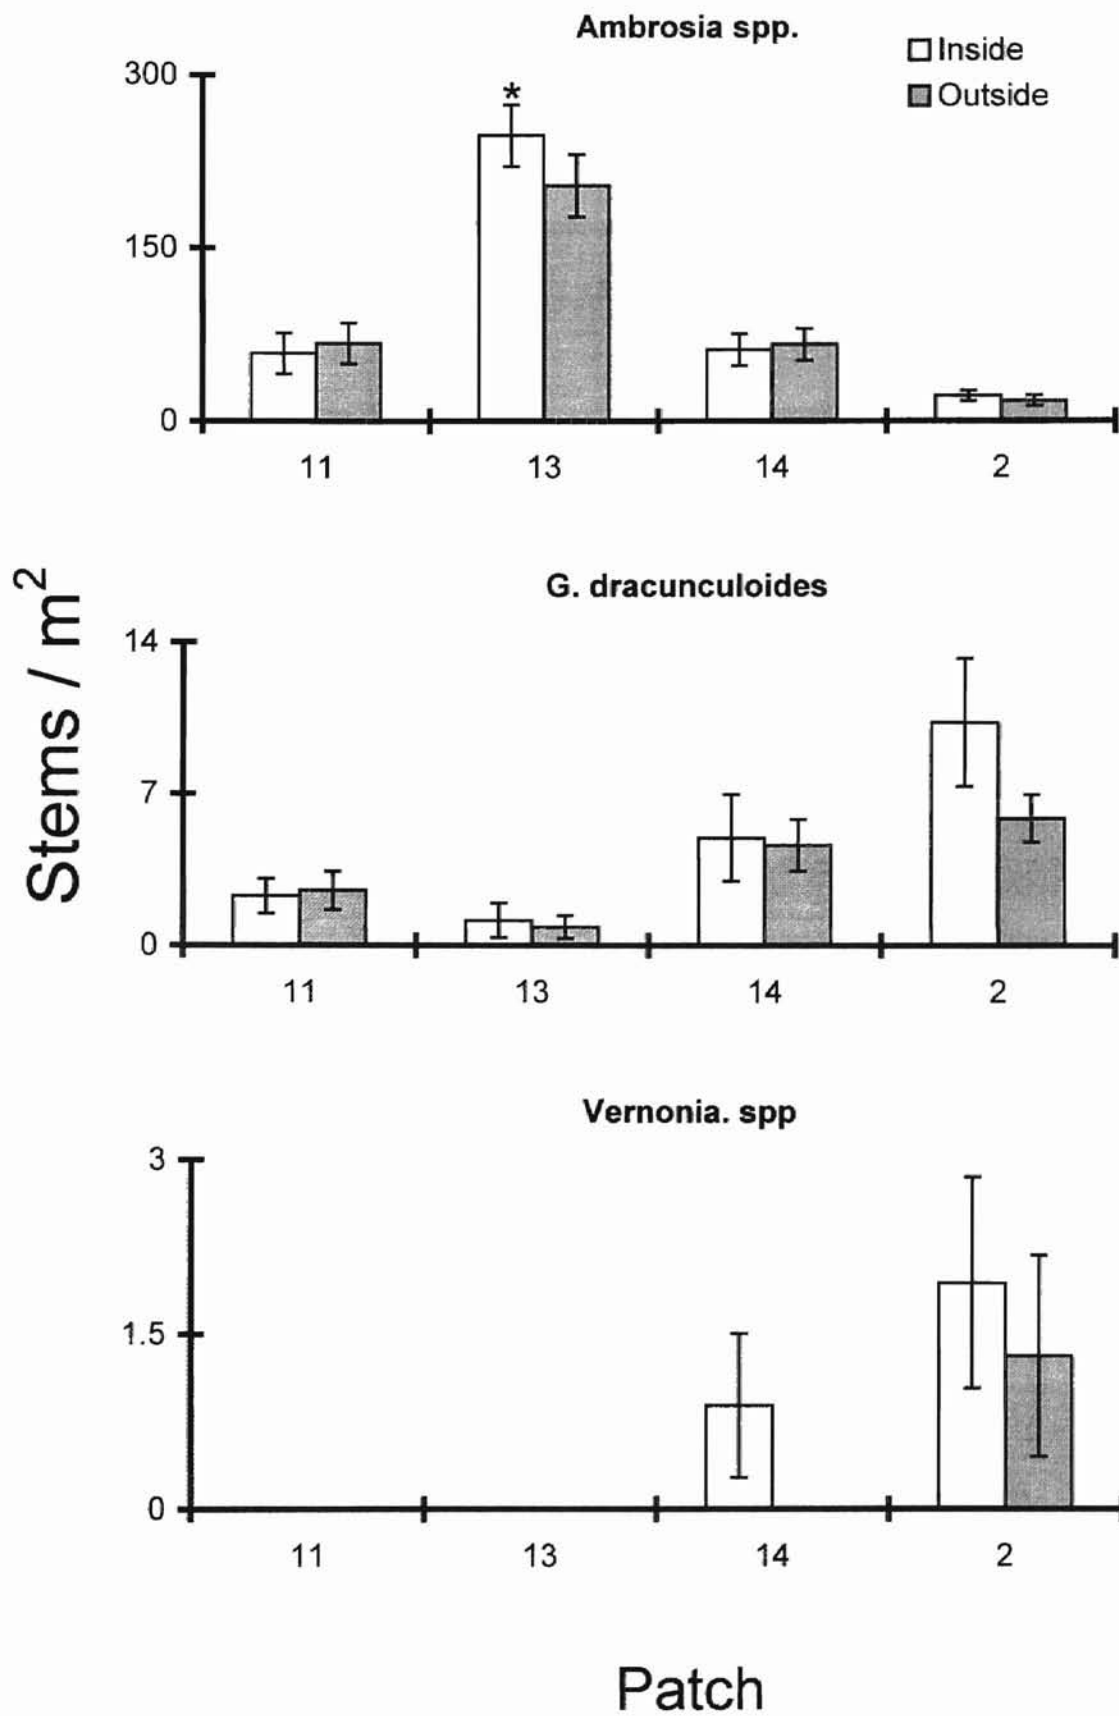 Ambrosia spp.
Inside
Outside
300
*
150
0
11 13 14 2
Stems / m²
G. dracunculoides
14
7
0
11 13 14 2
Vernonia. spp
3
1.5
0
11 13 14 2
Patch